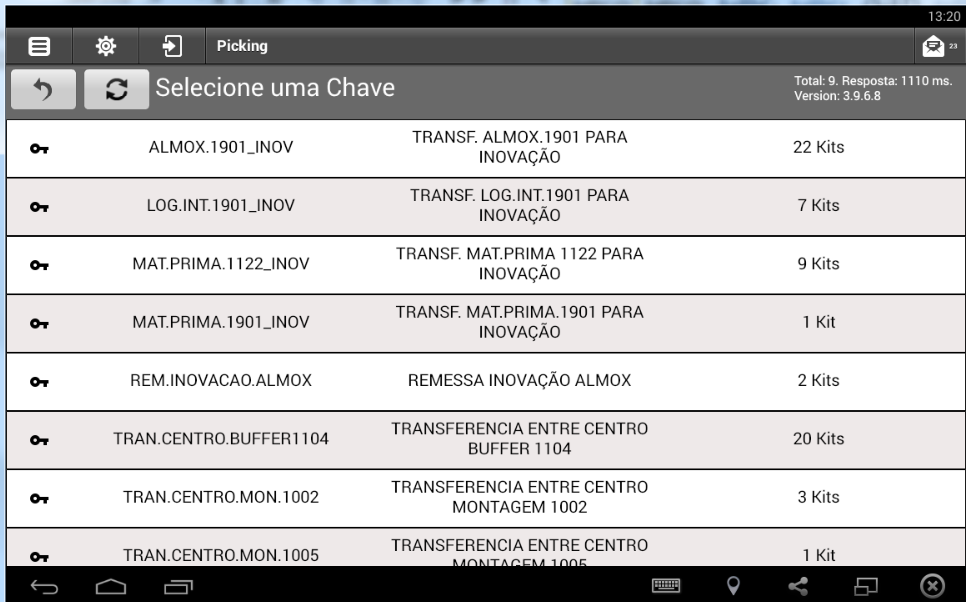 13:20
Picking
23
Selecione uma Chave
Total: 9. Resposta: 1110 ms.
Version: 3.9.6.8
ALMOX.1901_INOV
TRANSF. ALMOX.1901 PARA
INOVAÇÃO
22 Kits
LOG.INT.1901_INOV
TRANSF. LOG.INT.1901 PARA
INOVAÇÃO
7 Kits
MAT.PRIMA.1122_INOV
TRANSF. MAT.PRIMA 1122 PARA
INOVAÇÃO
9 Kits
MAT.PRIMA.1901_INOV
TRANSF. MAT.PRIMA.1901 PARA
INOVAÇÃO
1 Kit
REM.INOVACAO.ALMOX
REMESSA INOVAÇÃO ALMOX
2 Kits
TRAN.CENTRO.BUFFER1104
TRANSFERENCIA ENTRE CENTRO
BUFFER 1104
20 Kits
TRAN.CENTRO.MON.1002
TRANSFERENCIA ENTRE CENTRO
MONTAGEM 1002
3 Kits
TRAN.CENTRO.MON.1005
TRANSFERENCIA ENTRE CENTRO
MONTAGEM 1005
1 Kit